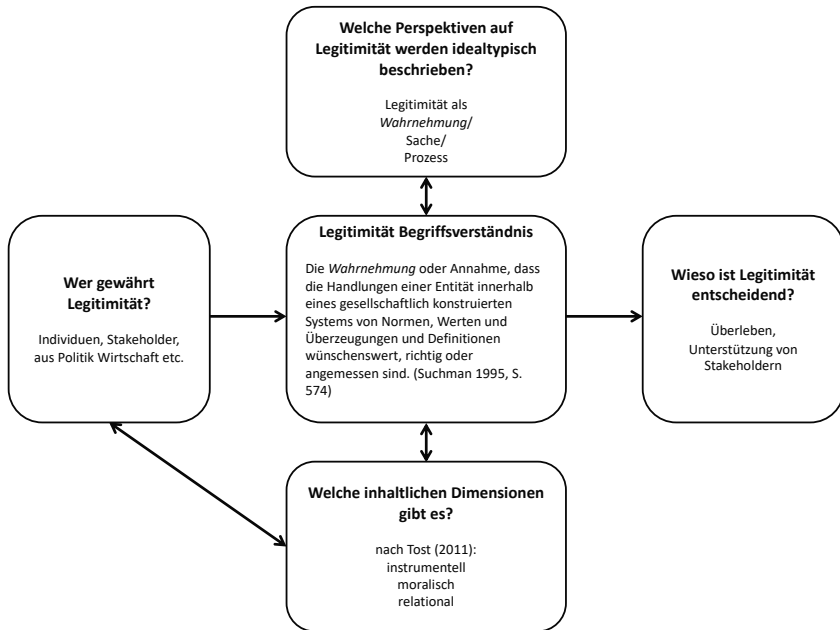 Welche Perspektiven auf
Legitimität werden idealtypisch
beschrieben?
Legitimität als
Wahrnehmung/
Sache/
Prozess
Wer gewährt
Legitimität?
Individuen, Stakeholder,
aus Politik Wirtschaft etc.
Legitimität Begriffsverständnis
Die Wahrnehmung oder Annahme, dass
die Handlungen einer Entität innerhalb
eines gesellschaftlich konstruierten
Systems von Normen, Werten und
Überzeugungen und Definitionen
wünschenswert, richtig oder
angemessen sind. (Suchman 1995, S.
574)
Wieso ist Legitimität
entscheidend?
Überleben,
Unterstützung von
Stakeholdern
Welche inhaltlichen Dimensionen
gibt es?
nach Tost (2011):
instrumentell
moralisch
relational